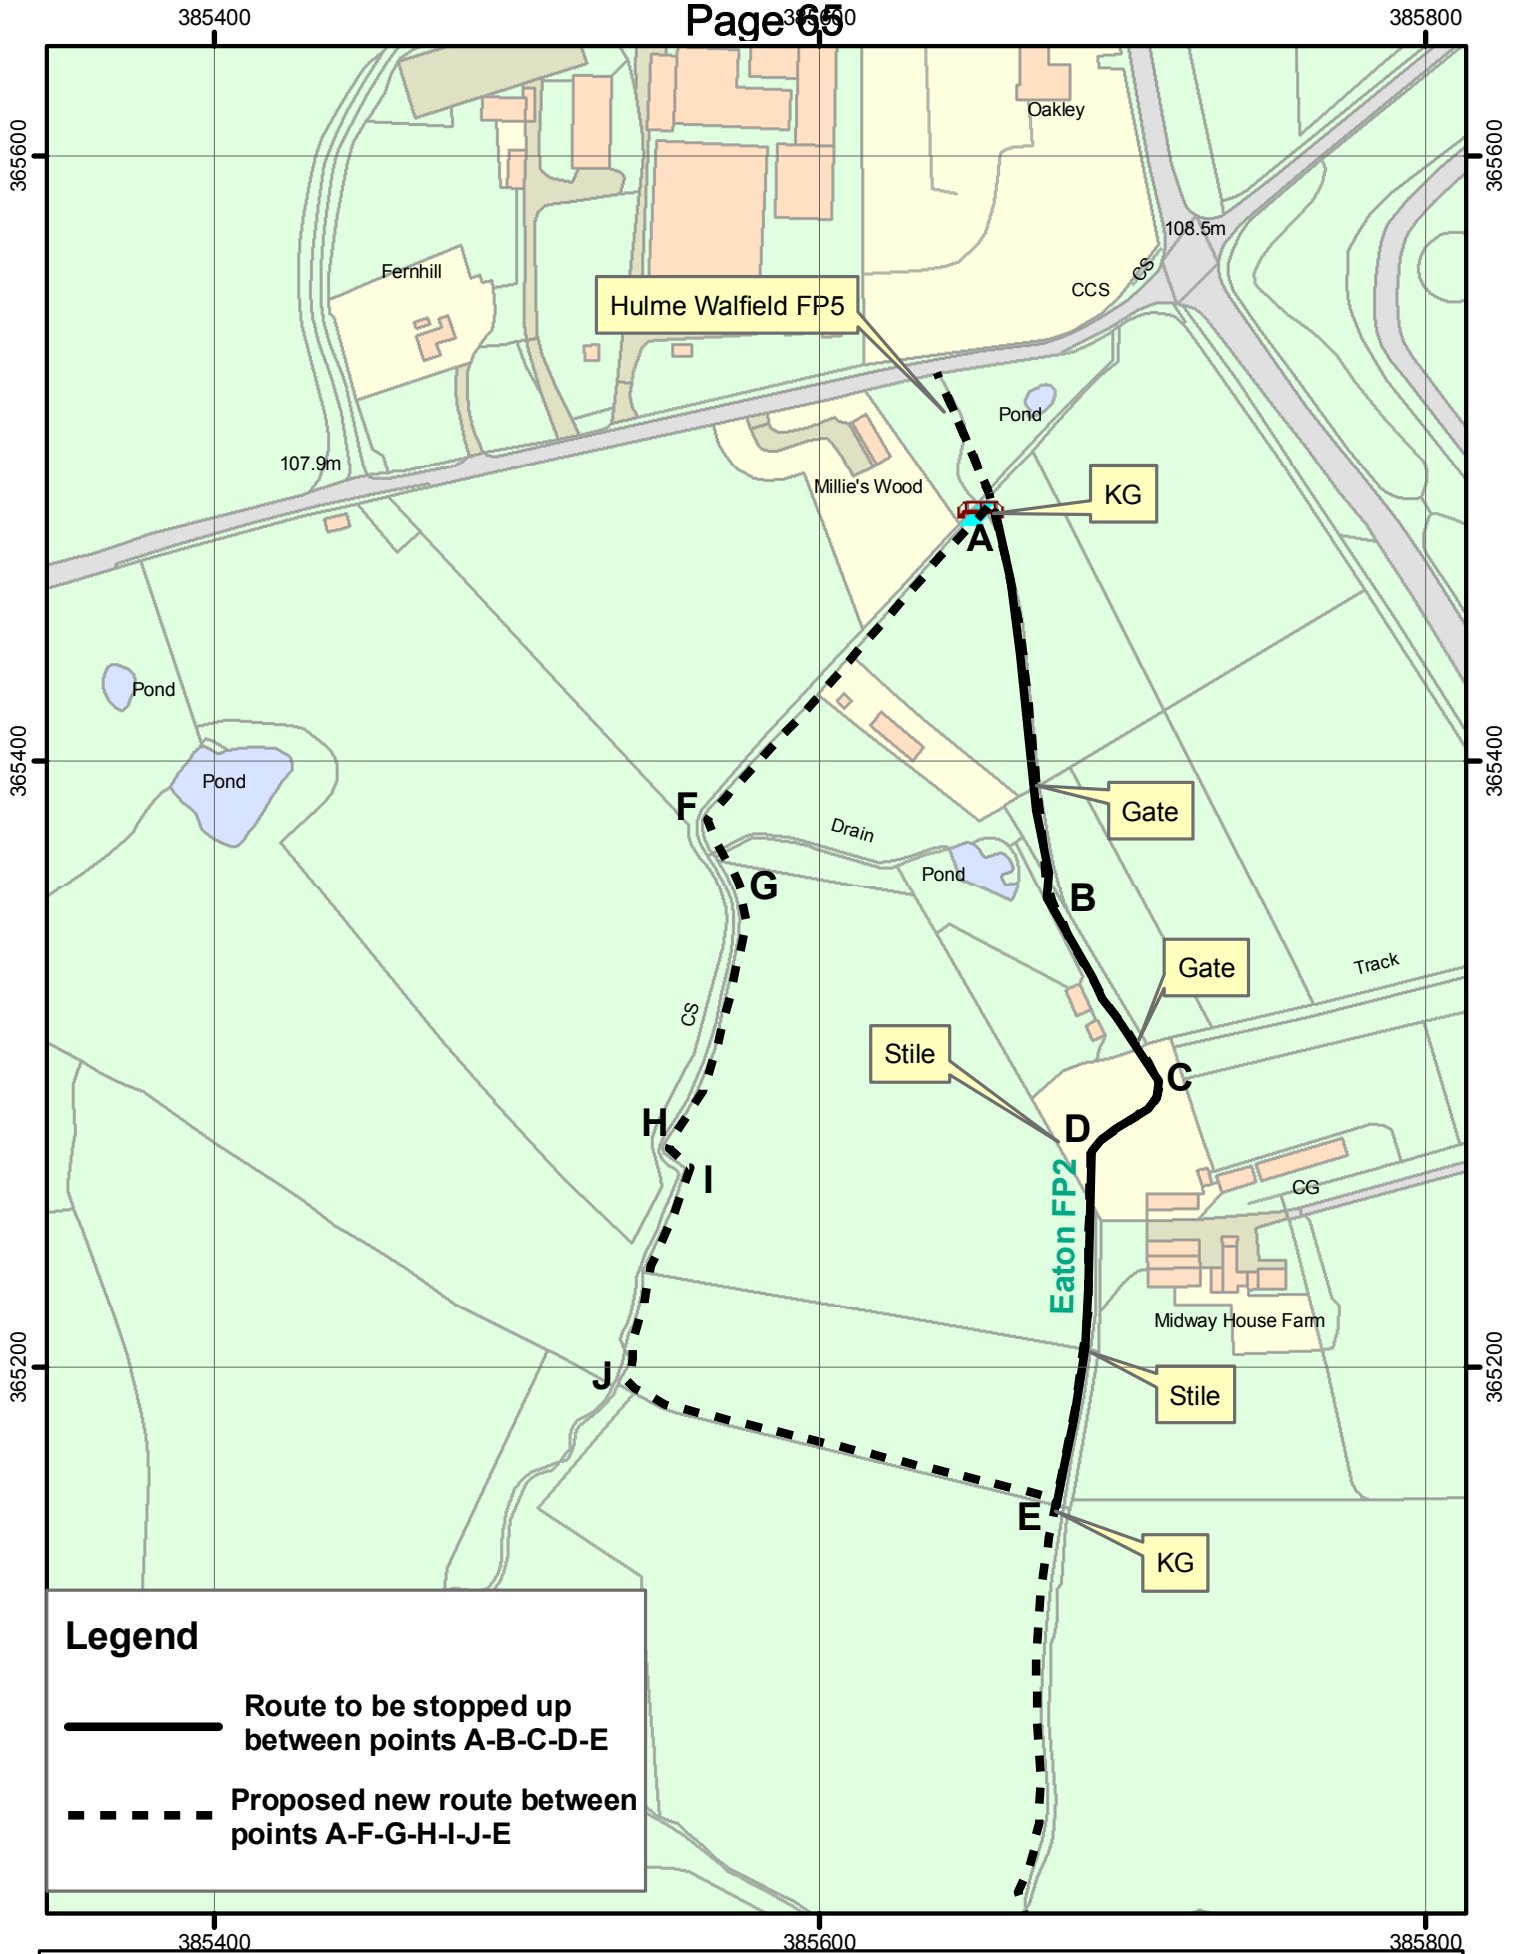 Page 65
385400
385600
385800
365600
365600
Oakley
108.5m
CS
CCS
Fernhill
Hulme Walfield FP5
Pond
107.9m
Millie's Wood
KG
A
Pond
Pond
365400
365400
F
Gate
Drain
Pond
G
B
Gate
Track
CS
Stile
C
H
D
I
Eaton FP2
CG
Midway House Farm
365200
365200
J
Stile
E
KG
Legend
Route to be stopped up
between points A-B-C-D-E
Proposed new route between
points A-F-G-H-I-J-E
385400
385600
385800